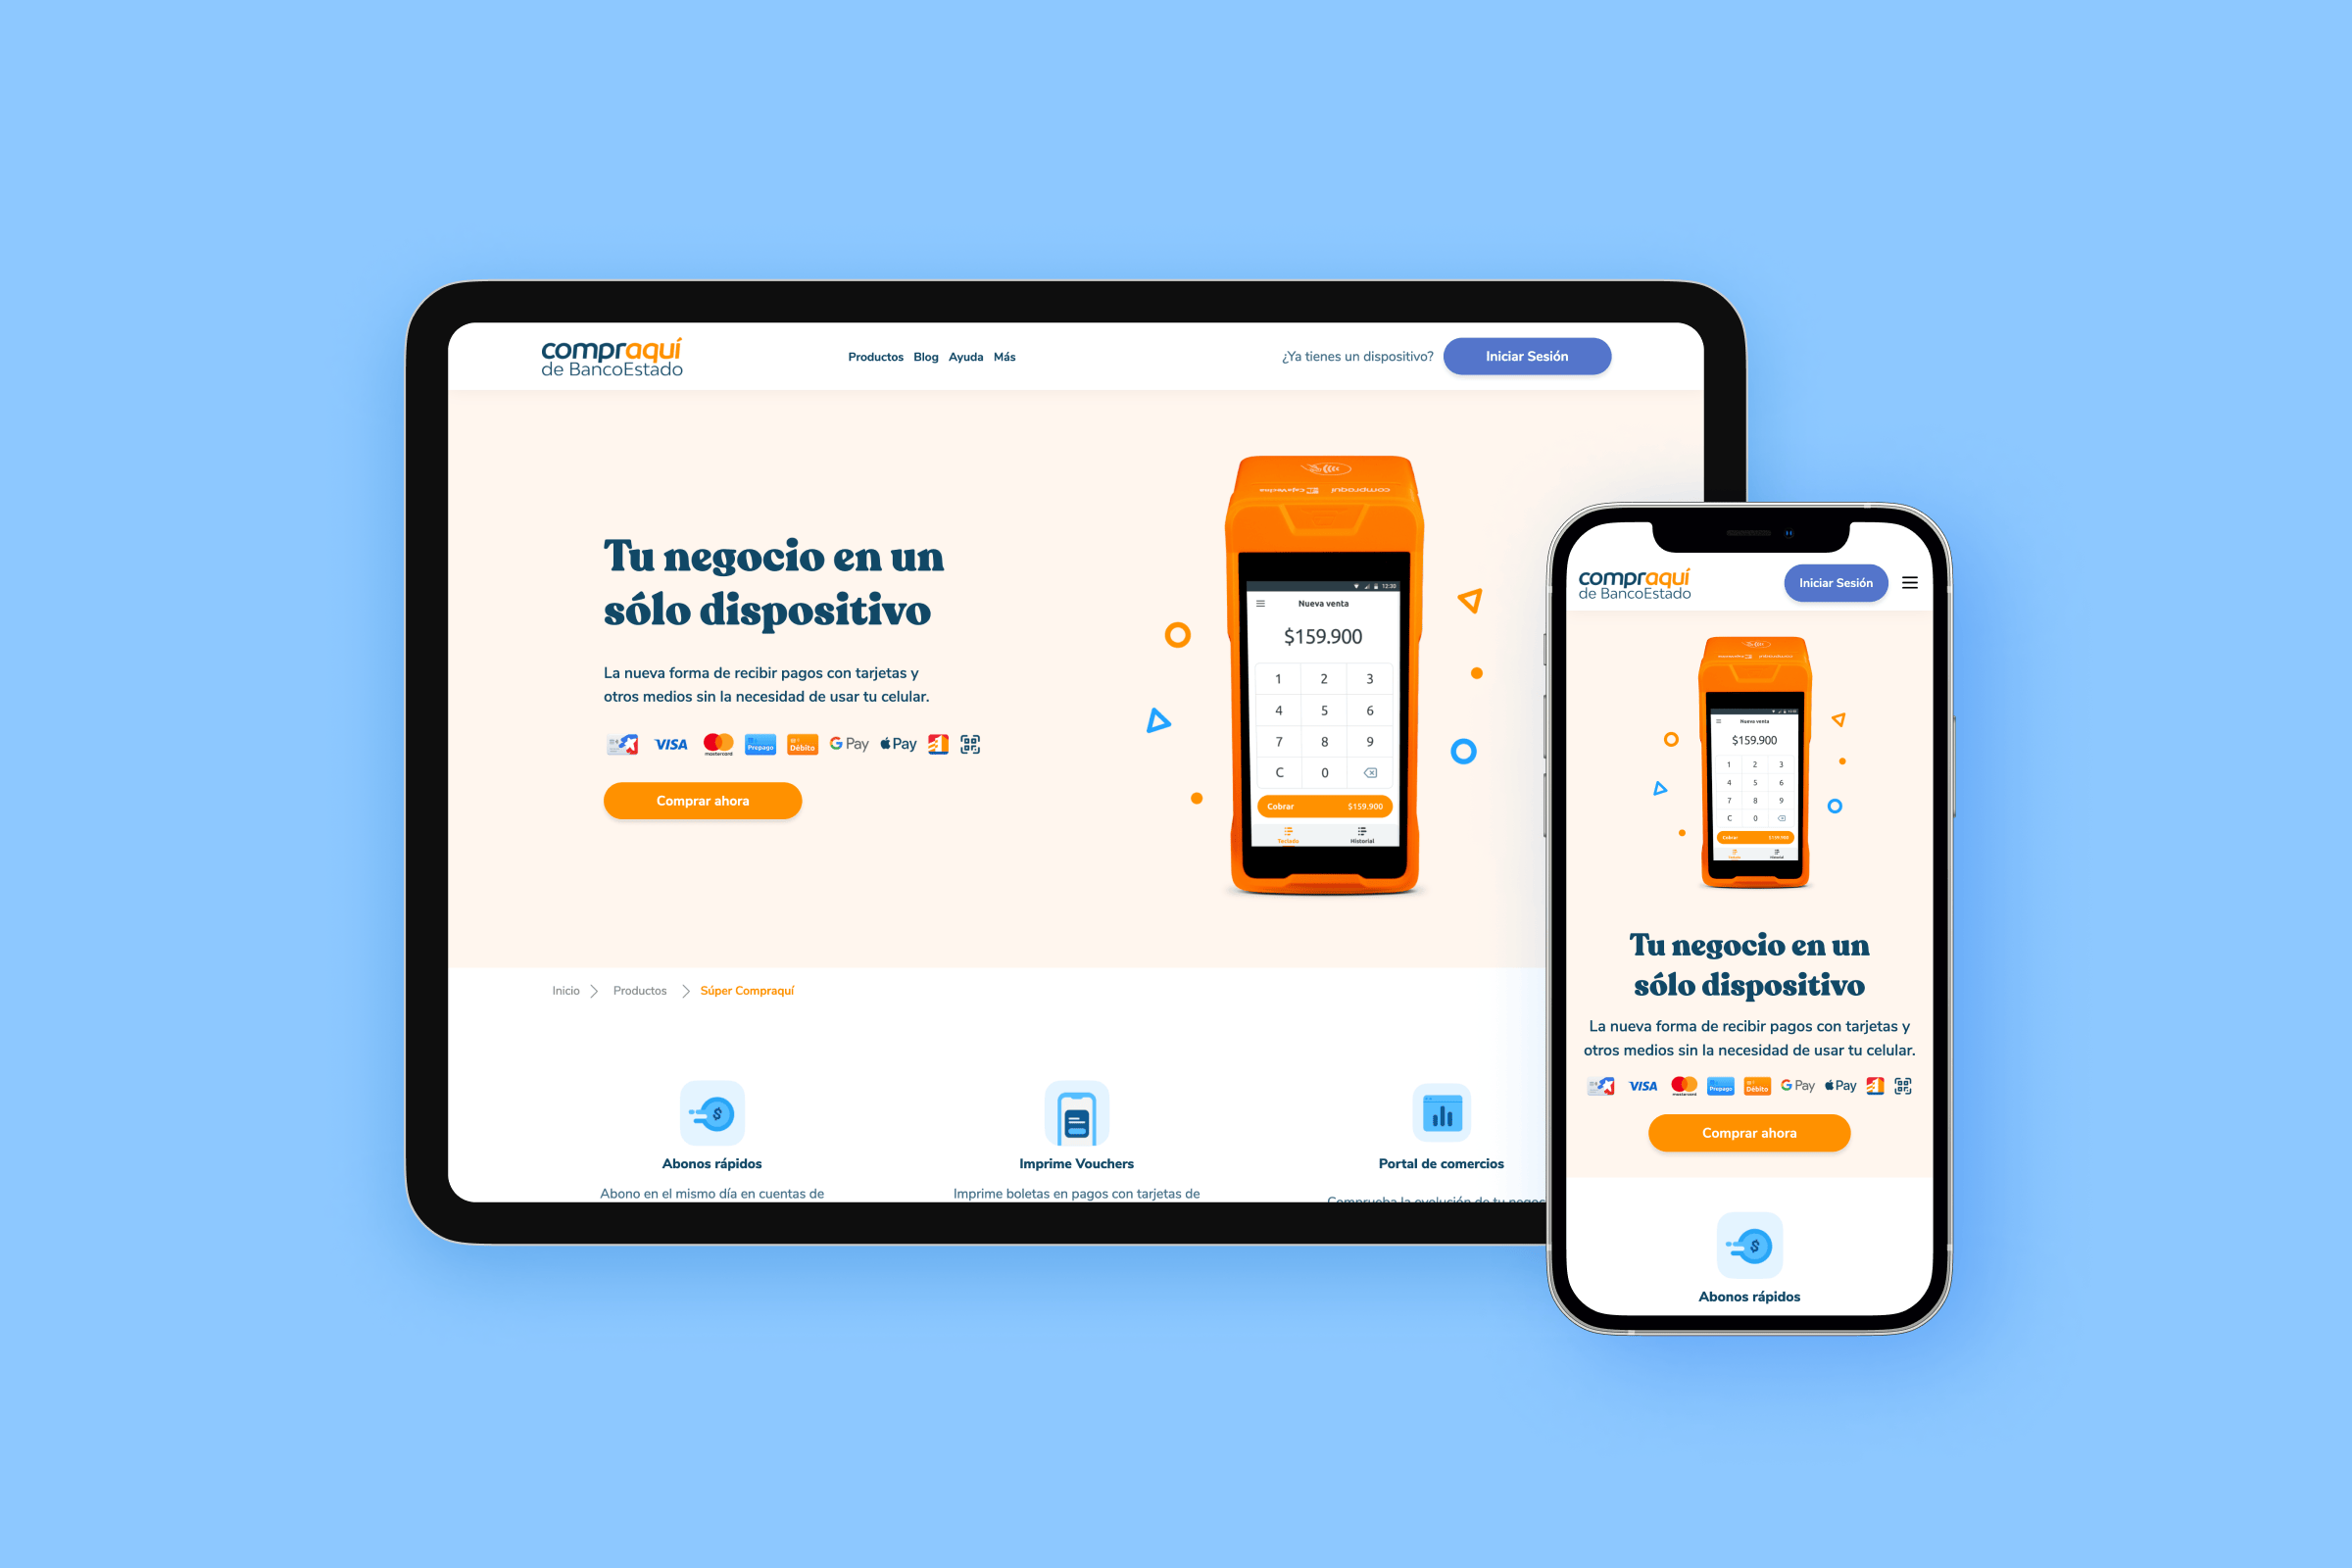 compraquí
de BancoEstado
Productos Blog Ayuda Más
¿Ya tienes un dispositivo?
Iniciar Sesión
Tu negocio en un
sólo dispositivo
La nueva forma de recibir pagos con tarjetas y
otros medios sin la necesidad de usar tu celular.
VISA
mastercard
Prepago
Débito
G Pay
Pay
Comprar ahora
compraquí
CajaVecina
12:30
Nueva venta
$159.900
1 2 3
4 5 6
7 8 9
C 0
Cobrar $159.900
Teclado Historial
Inicio
Productos
Súper Compraquí
Abonos rápidos
Abono en el mismo día en cuentas de
Imprime Vouchers
Imprime boletas en pagos con tarjetas de
Portal de comercios
Comprueba la evolución de tu
compraquí
de BancoEstado
Iniciar Sesión
Nueva venta
$159.900
1 2 3
4 5 6
7 8 9
C 0
Cobrar $159.900
Tu negocio en un
sólo dispositivo
La nueva forma de recibir pagos con tarjetas y
otros medios sin la necesidad de usar tu celular.
VISA
mastercard
Prepago
Débito
G Pay
Pay
Comprar ahora
$
Abonos rápidos